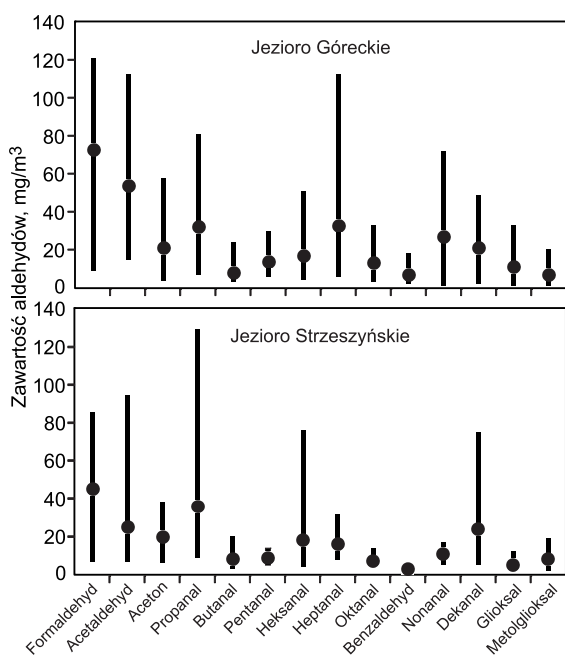 Zawartość aldehydów, mg/m³
Jezioro Góreckie
140
120
100
80
60
40
20
0
Jezioro Strzeszyńskie
140
120
100
80
60
40
20
0
Formaldehyd
Acetaldehyd
Aceton
Propanal
Butanal
Pentanal
Heksanal
Heptanal
Oktanal
Benzaldehyd
Nonanal
Dekanal
Glioksal
Metoglioksal